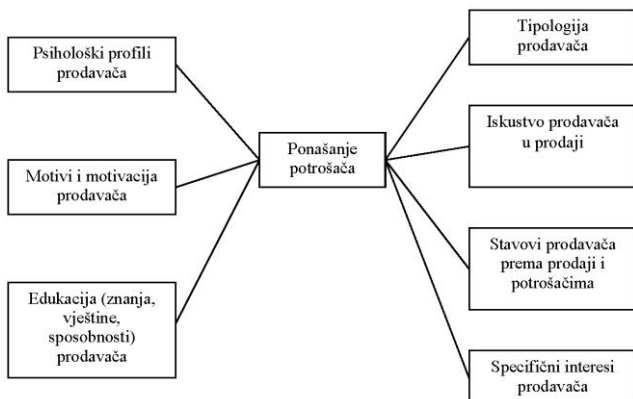 Psihološki profili
prodavača
Motivi i motivacija
prodavača
Edukacija (znanja,
vještine,
sposobnosti)
prodavača
Ponašanje
potrošača
Tipologija
prodavača
Iskustvo prodavača
u prodaji
Stavovi prodavača
prema prodaji i
potrošačima
Specifični interesi
prodavača